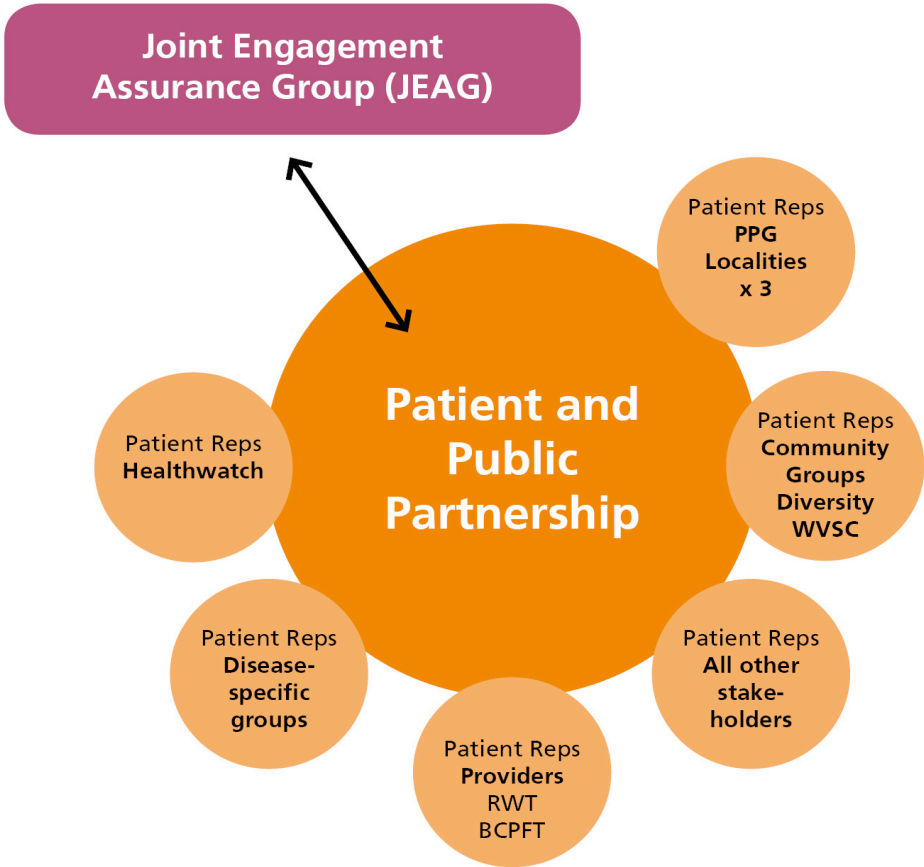 Joint Engagement
Assurance Group (JEAG)
Patient Reps
PPG
Localities
x 3
Patient and
Public
Partnership
Patient Reps
Healthwatch
Patient Reps
Community
Groups
Diversity
WVSC
Patient Reps
Disease-
specific
groups
Patient Reps
All other
stake-
holders
Patient Reps
Providers
RWT
BCPFT